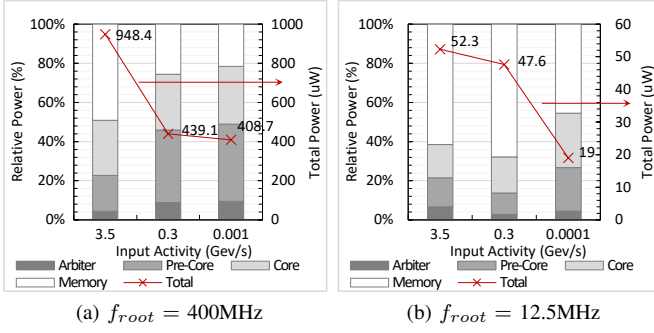 100%
80%
60%
40%
20%
0%
Relative Power (%)
948.4
439.1
408.7
1000
800
600
400
200
0
Total Power (uW)
3.5 0.3 0.001
Input Activity (Gev/s)
Arbiter Pre-Core Core
Memory Total
(a) f_root = 400MHz
100%
80%
60%
40%
20%
0%
Relative Power (%)
52.3
47.6
19.
60
50
40
30
20
10
0
Total Power (uW)
3.5 0.3 0.0001
Input Activity (Gev/s)
Arbiter Pre-Core Core
Memory Total
(b) f_root = 12.5MHz